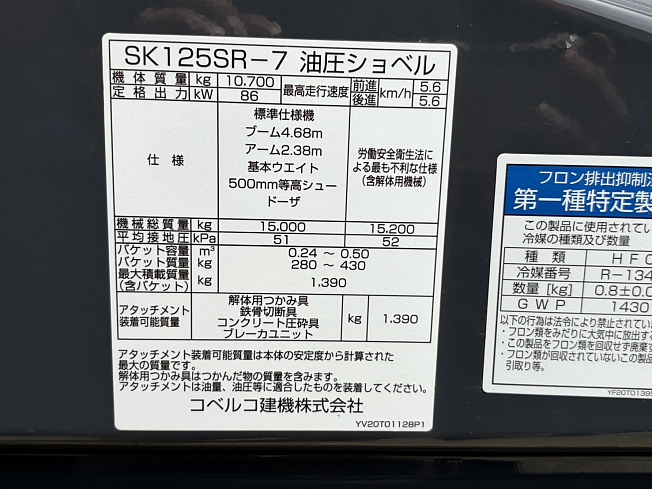 SK125SR-7 油圧ショベル
機体質量 kg 10,700 最高走行速度 前進 km/h 5.6
定格出力 kW 86 後進 5.6
仕様
標準仕様機
ブーム4.68m
アーム2.38m
基本ウエイト
500mm等高シュー
ドーザ
労働安全衛生法に
よる最も不利な仕様
(含解体用機械)
機械総質量 kg 15,000 15,200
平均接地圧 kPa 51 52
バケット容量 m³ 0.24 ～ 0.50
バケット質量 kg 280 ～ 430
最大積載質量
(含バケット) kg 1,390
アタッチメント
装着可能質量
解体用つかみ具
鉄骨切断具
コンクリート圧砕具
ブレーカユニット
kg 1,390
アタッチメント装着可能質量は本体の安定度から計算された
最大の質量です。
解体用つかみ具はつかんだ物の質量を含みます。
アタッチメントは油量、油圧等に適合したものを装着してください。
コベルコ建機株式会社
YV20T01128P1
フロン排出抑制法
第一種特定製
この製品に使用されてい
冷媒の種類及び数量
種類 HFC
冷媒番号 R-134
数量 [kg] 0.8±0.0
GWP 1430
以下の行為は法令により禁止されていま
・フロン類をみだりに大気中に放出する
・この製品をフロン類を回収せず廃棄す
・フロン類が回収されていないこの製品
引取り等。
YF20T0139